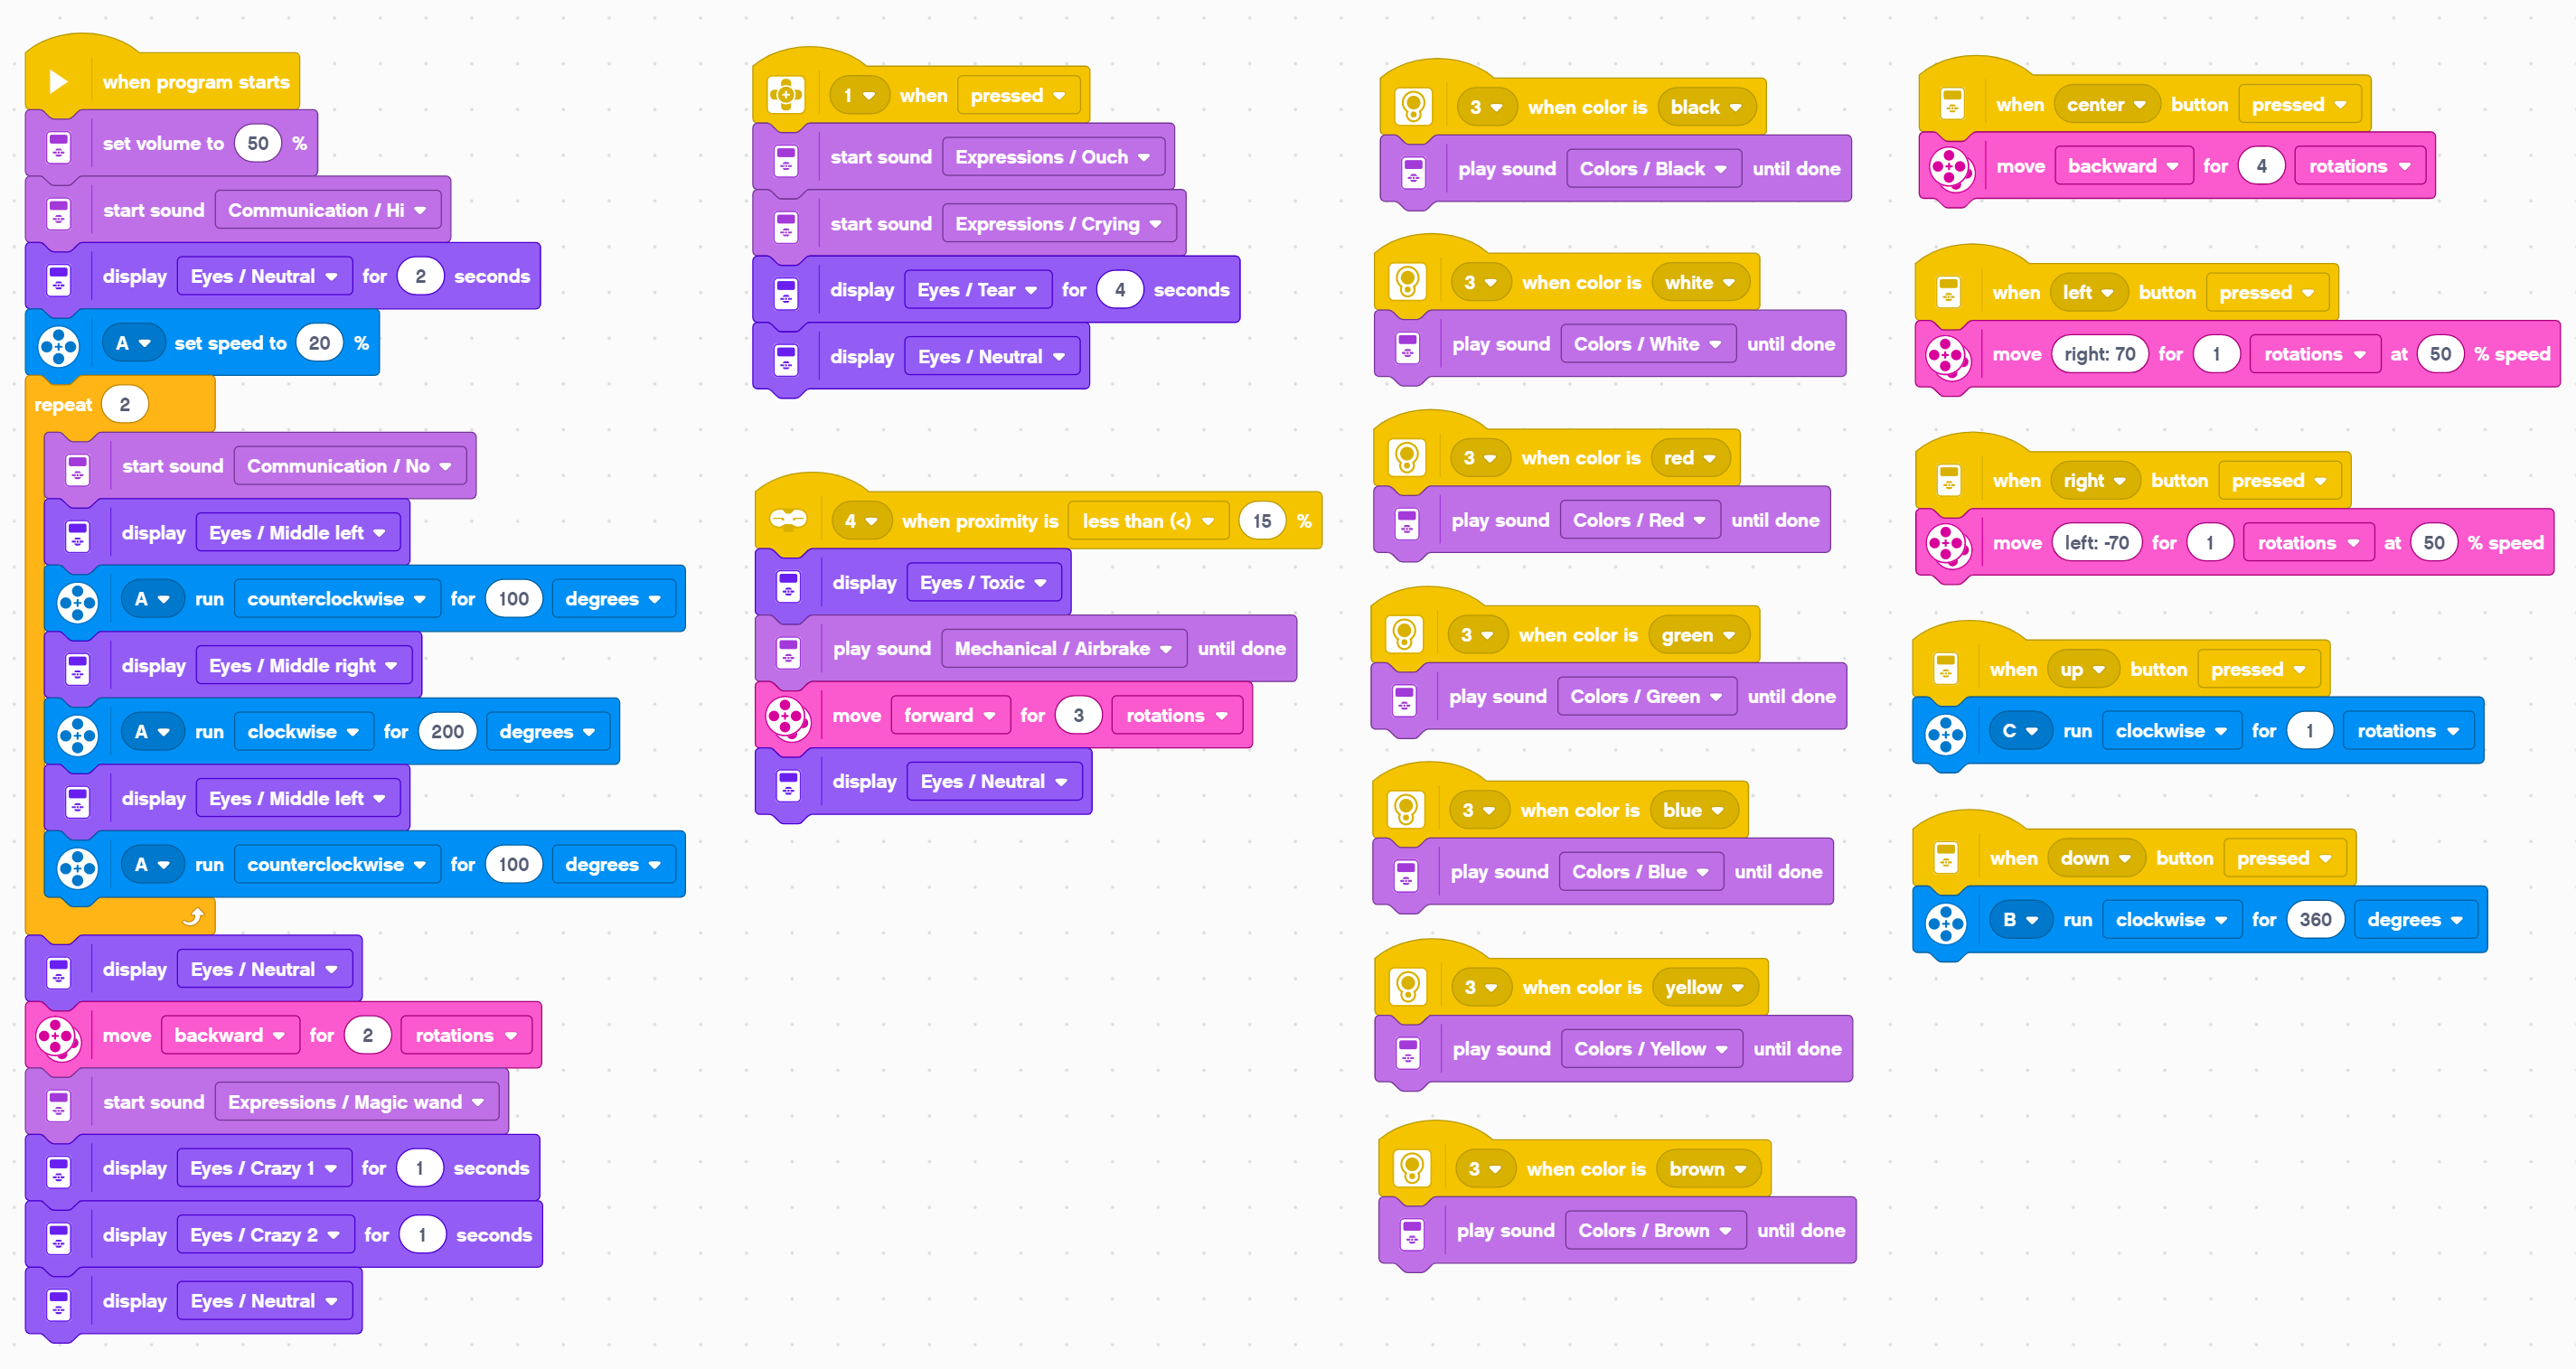 when program starts
set volume to 50 %
start sound Communication / Hi
display Eyes / Neutral for 2 seconds
A set speed to 20 %
repeat 2
start sound Communication / No
display Eyes / Middle left
A run counterclockwise for 100 degrees
display Eyes / Middle right
A run clockwise for 200 degrees
display Eyes / Middle left
A run counterclockwise for 100 degrees
display Eyes / Neutral
move backward for 2 rotations
start sound Expressions / Magic wand
display Eyes / Crazy 1 for 1 seconds
display Eyes / Crazy 2 for 1 seconds
display Eyes / Neutral
1 when pressed
start sound Expressions / Ouch
start sound Expressions / Crying
display Eyes / Tear for 4 seconds
display Eyes / Neutral
4 when proximity is less than (<) 15 %
display Eyes / Toxic
play sound Mechanical / Airbrake until done
move forward for 3 rotations
display Eyes / Neutral
3 when color is black
play sound Colors / Black until done
3 when color is white
play sound Colors / White until done
3 when color is red
play sound Colors / Red until done
3 when color is green
play sound Colors / Green until done
3 when color is blue
play sound Colors / Blue until done
3 when color is yellow
play sound Colors / Yellow until done
3 when color is brown
play sound Colors / Brown until done
when center button pressed
move backward for 4 rotations
when left button pressed
move right: 70 for 1 rotations at 50 % speed
when right button pressed
move left: -70 for 1 rotations at 50 % speed
when up button pressed
C run clockwise for 1 rotations
when down button pressed
B run clockwise for 360 degrees